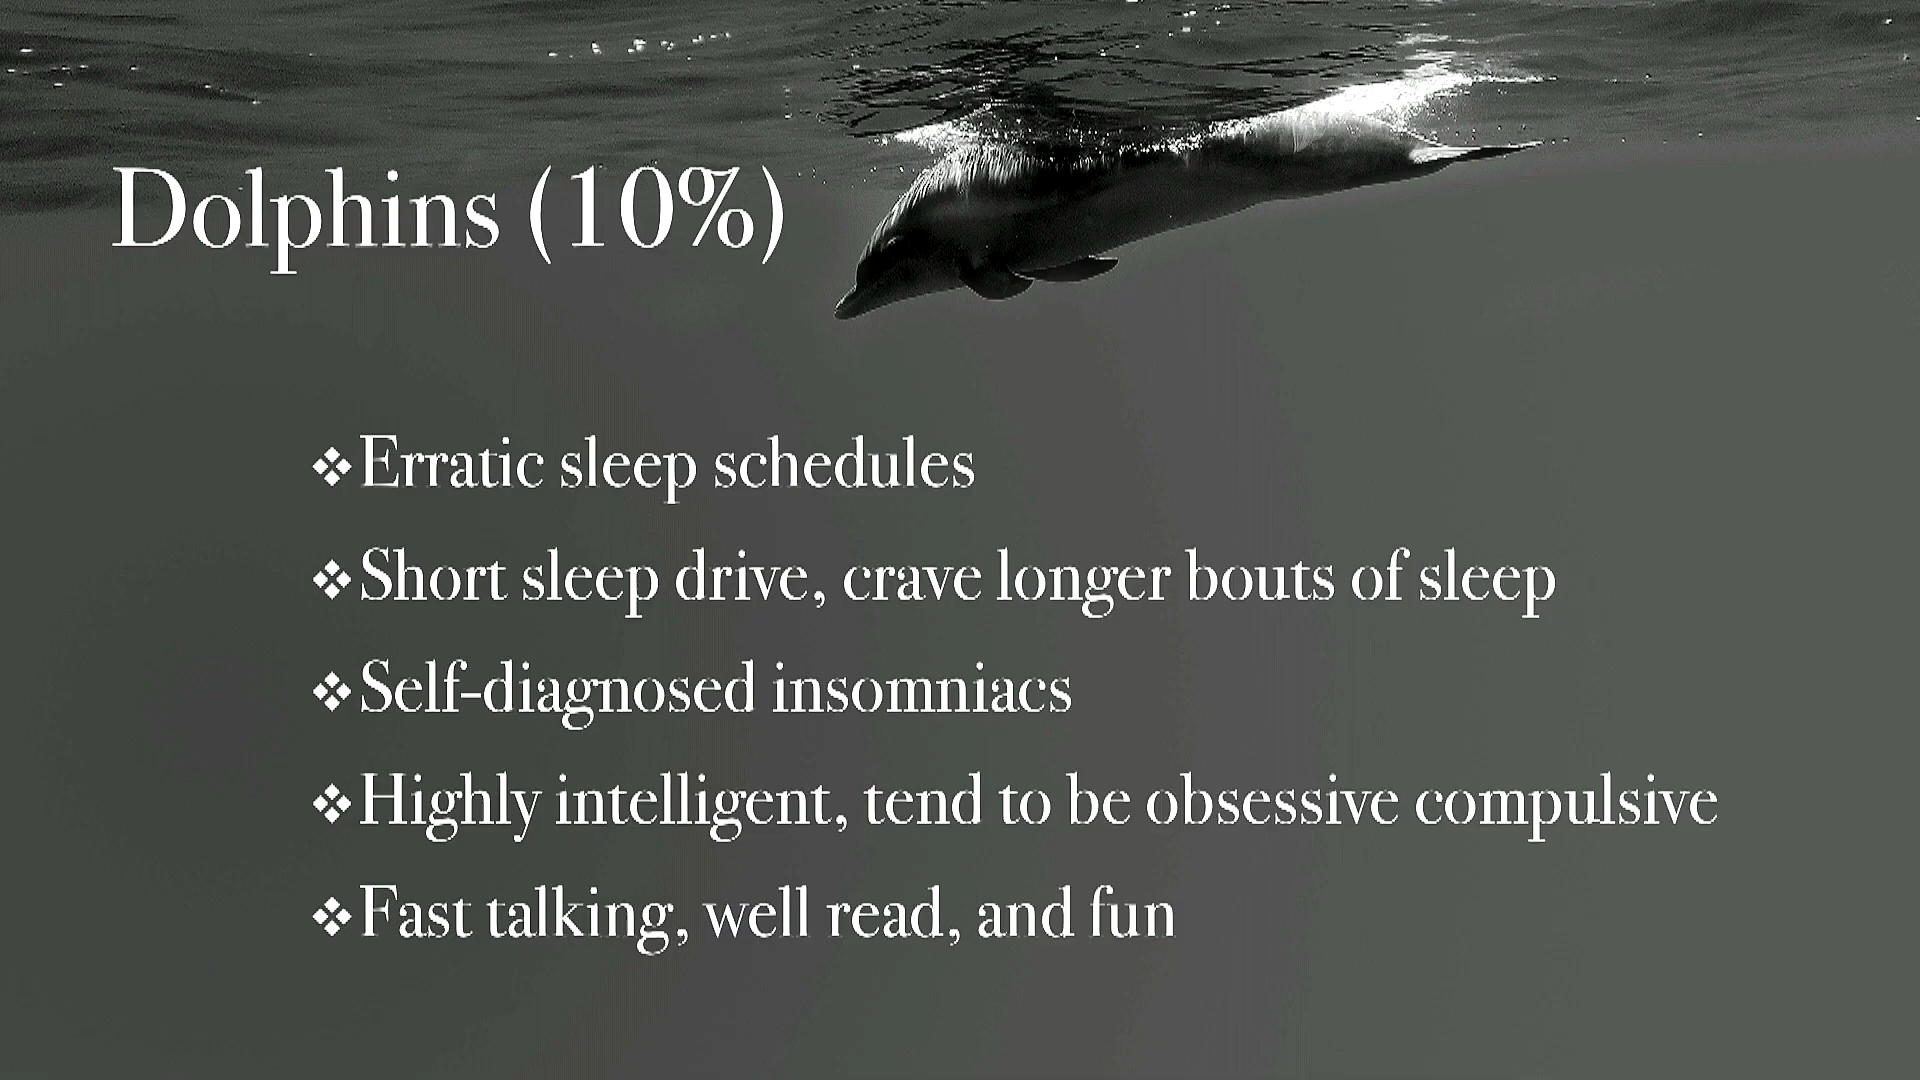 Dolphins (10%)
❖Erratic sleep schedules
❖Short sleep drive, crave longer bouts of sleep
❖Self-diagnosed insomniacs
❖Highly intelligent, tend to be obsessive compulsive
❖Fast talking, well read, and fun